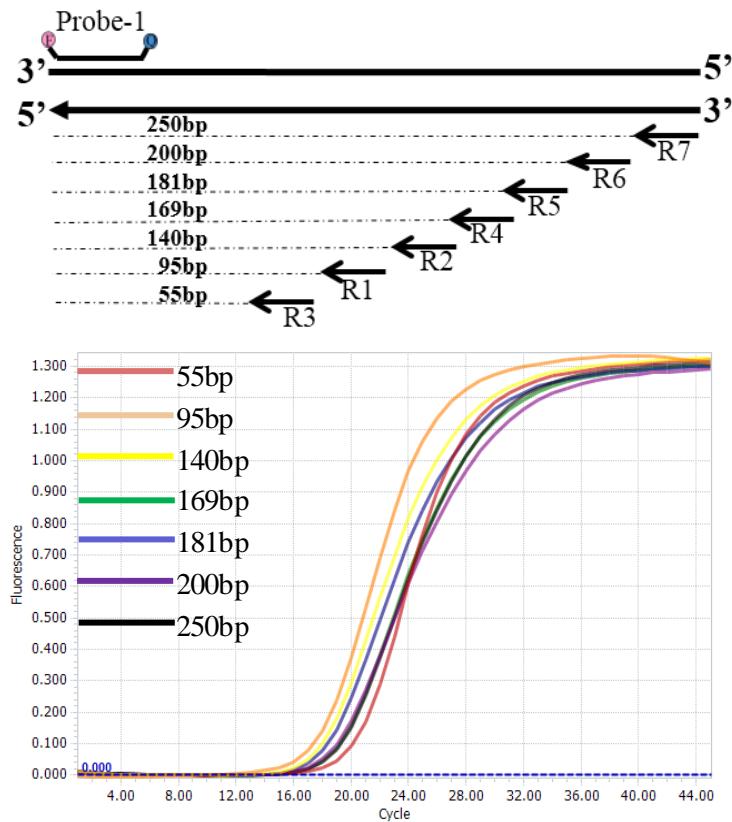 Probe-1
F Q
3’ 5’
5’ 3’
250bp
R7
200bp
R6
181bp
R5
169bp
R4
140bp
R2
95bp
R1
55bp
R3
1.300
1.200
1.100
1.000
0.900
0.800
0.700
0.600
0.500
0.400
0.300
0.200
0.100
0.000
Fluorescence
55bp
95bp
140bp
169bp
181bp
200bp
250bp
0.000
4.00 8.00 12.00 16.00 20.00 24.00 28.00 32.00 36.00 40.00 44.00
Cycle